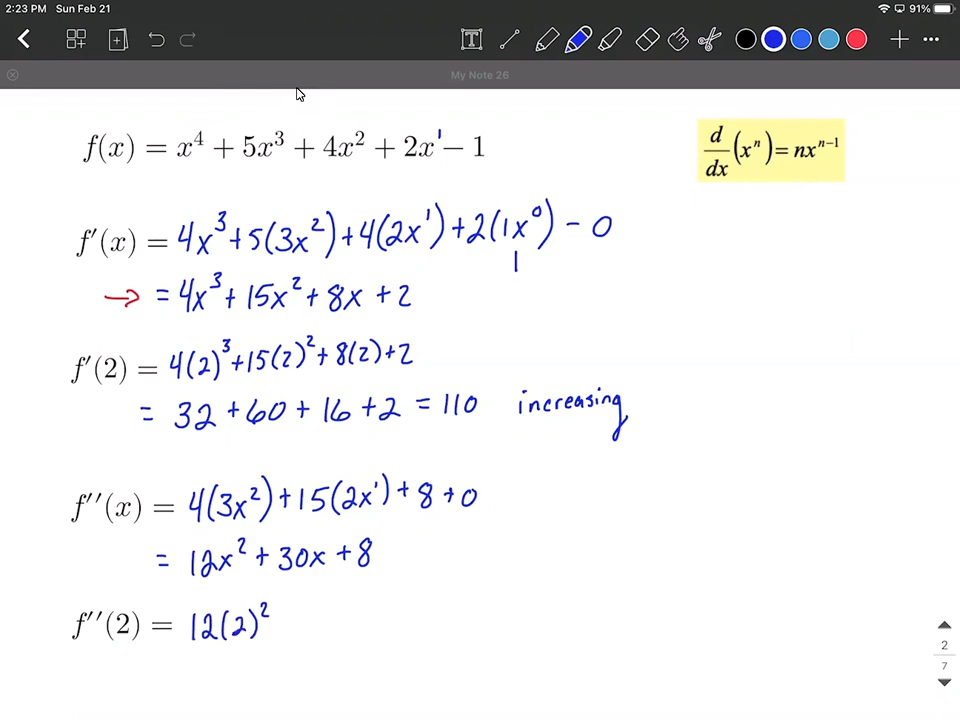 2:23 PM Sun Feb 21 91%
My Note 26
f(x) = x⁴ + 5x³ + 4x² + 2x¹ − 1
d/dx (xⁿ) = nxⁿ⁻¹
f′(x) = 4x³ + 5(3x²) + 4(2x¹) + 2(1x⁰) − 0
1
→ = 4x³ + 15x² + 8x + 2
f′(2) = 4(2)³ + 15(2)² + 8(2) + 2
= 32 + 60 + 16 + 2 = 110 increasing
f′′(x) = 4(3x²) + 15(2x¹) + 8 + 0
= 12x² + 30x + 8
f′′(2) = 12(2)²
2
7